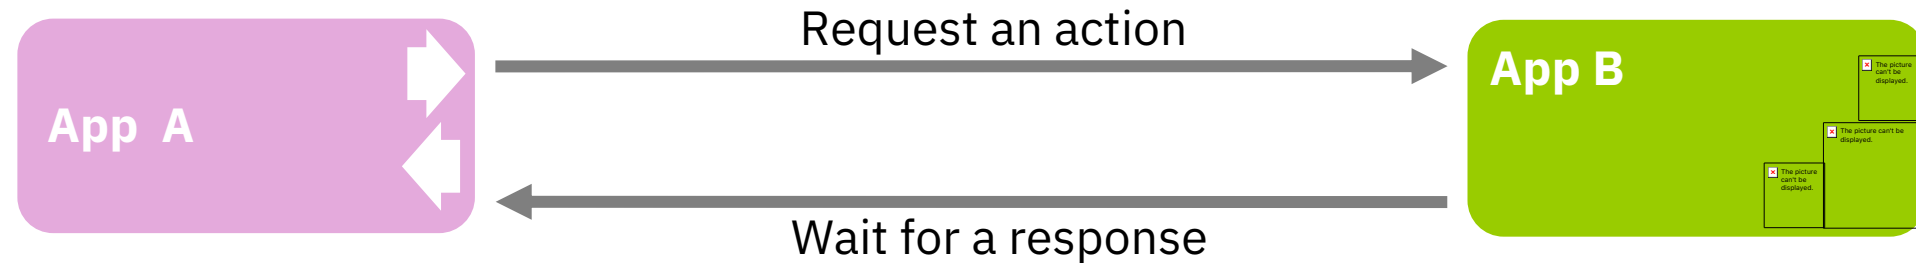 Request an action
App B
The picture
can't be
displayed.
App  A
The picture can't be
displayed.
The picture
can't be
displayed.
Wait for a response